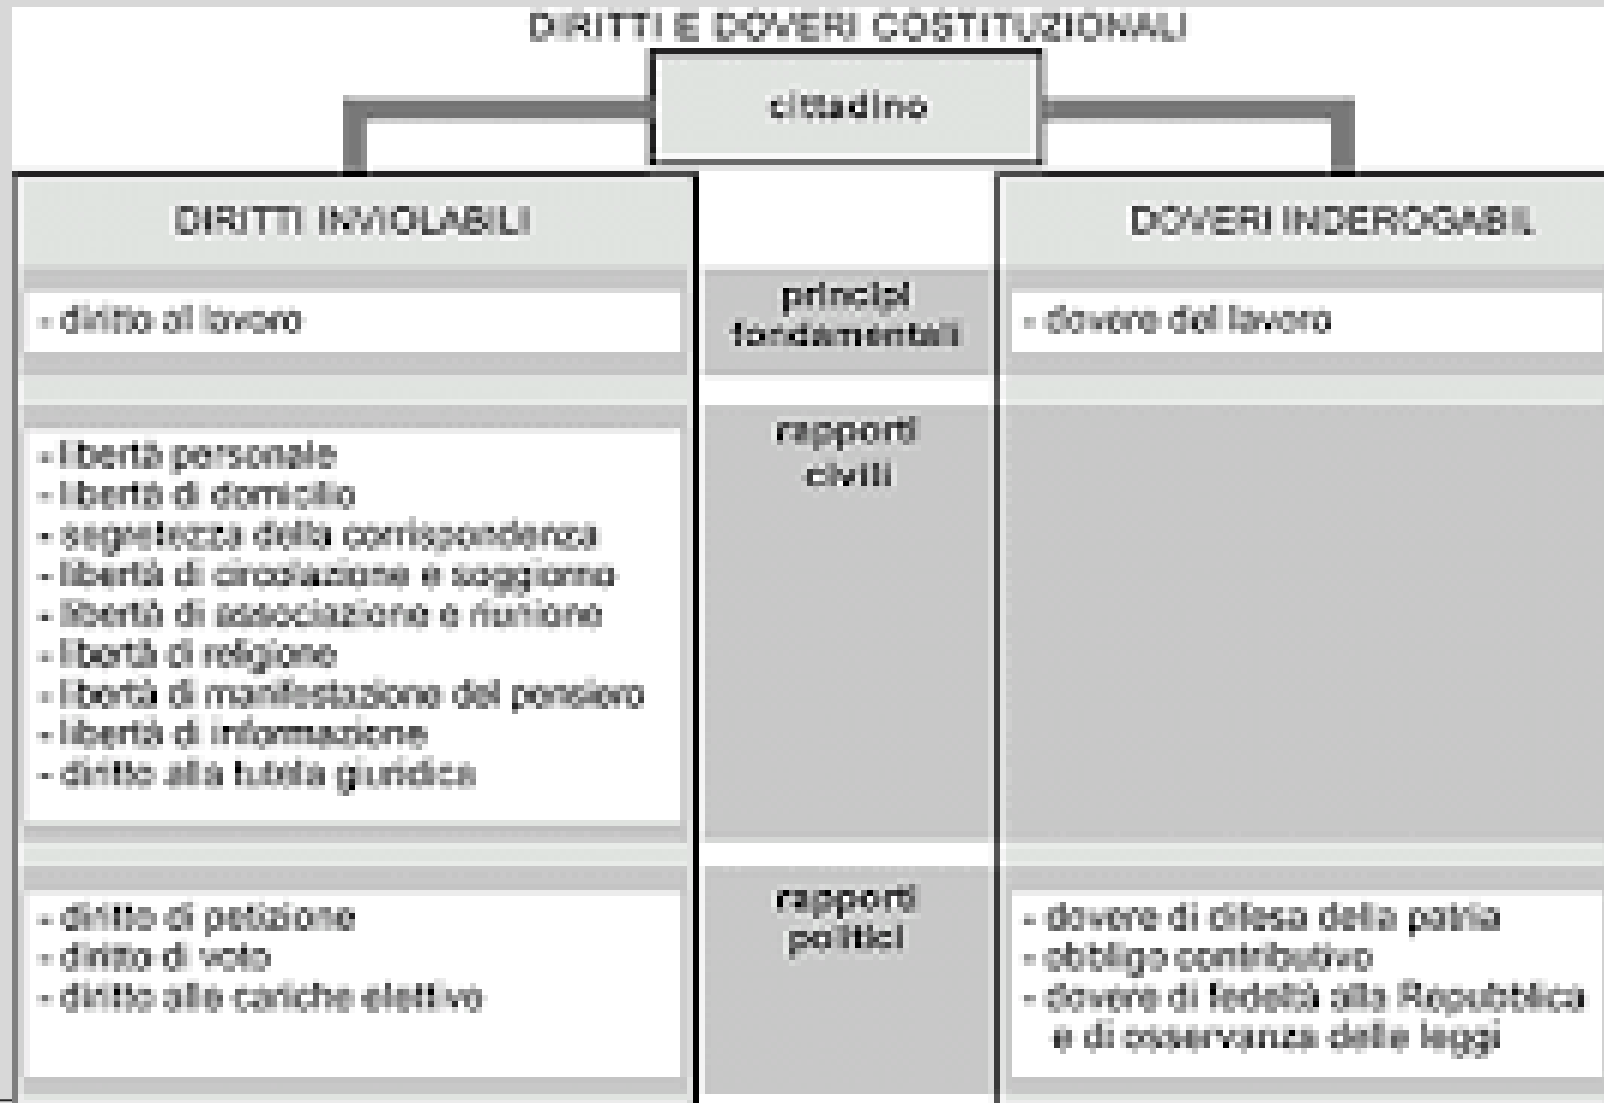 DIRITTI E DOVERI COSTITUZIONALI
cittadino
DIRITTI INVIOLABILI
DOVERI INDEROGABIL
- diritto al lavoro
principi
fondamentali
- dovere del lavoro
- libertà personale
- libertà di domicilio
- segretezza della corrispondenza
- libertà di circolazione e soggiorno
- libertà di associazione e riunione
- libertà di religione
- libertà di manifestazione del pensiero
- libertà di informazione
- diritto alla tutela giuridica
rapporti
civili
- diritto di petizione
- diritto di voto
- diritto alle cariche elettive
rapporti
politici
- dovere di difesa della patria
- obbligo contributivo
- dovere di fedeltà alla Repubblica
e di osservanza delle leggi